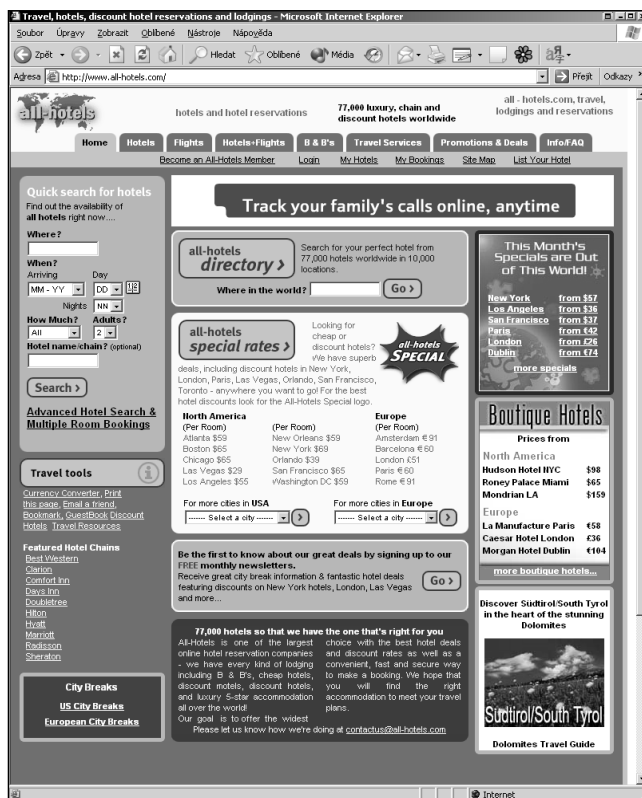 Travel, hotels, discount hotel reservations and lodgings - Microsoft Internet Explorer
Soubor Úpravy Zobrazit Oblíbené Nástroje Nápověda
Zpět Hledat Oblíbené Média
Adresa http://www.all-hotels.com/ Přejít Odkazy
all-hotels
hotels and hotel reservations
77,000 luxury, chain and
discount hotels worldwide
all - hotels.com, travel,
lodgings and reservations
Home Hotels Flights Hotels+Flights B & B's Travel Services Promotions & Deals Info/FAQ
Become an All-Hotels Member Login My Hotels My Bookings Site Map List Your Hotel
Quick search for hotels
Find out the availability of
all hotels right now....
Where?
When?
Arriving Day
MM - YY DD
Nights NN
How Much? Adults?
All 2
Hotel name/chain? (optional)
Search >
Advanced Hotel Search &
Multiple Room Bookings
Travel tools
Currency Converter, Print
this page, Email a friend,
Bookmark, GuestBook Discount
Hotels Travel Resources
Featured Hotel Chains
Best Western
Clarion
Comfort Inn
Days Inn
Doubletree
Hilton
Hyatt
Marriott
Radisson
Sheraton
City Breaks
US City Breaks
European City Breaks
Track your family's calls online, anytime
all-hotels
directory >
Search for your perfect hotel from
77,000 hotels worldwide in 10,000
locations.
Where in the world? Go >
all-hotels
special rates >
Looking for
cheap or
discount hotels?
We have superb
all-hotels
SPECIAL
deals, including discount hotels in New York,
London, Paris, Las Vegas, Orlando, San Francisco,
Toronto - anywhere you want to go! For the best
hotel discounts look for the All-Hotels Special logo.
North America Europe
(Per Room) (Per Room) (Per Room)
Atlanta $59 New Orleans $59 Amsterdam €91
Boston $65 New York $69 Barcelona €60
Chicago $65 Orlando $39 London £51
Las Vegas $29 San Francisco $65 Paris €60
Los Angeles $55 Washington DC $59 Rome €91
For more cities in USA For more cities in Europe
------ Select a city ------ > ------ Select a city ------ >
Be the first to know about our great deals by signing up to our
FREE monthly newsletters.
Receive great city break information & fantastic hotel deals
featuring discounts on New York hotels, London, Las Vegas
and more...
Go >
77,000 hotels so that we have the one that's right for you
All-Hotels is one of the largest
online hotel reservation companies
- we have every kind of lodging
including B & B's, cheap hotels,
discount motels, discount hotels,
and luxury 5-star accommodation
all over the world!
Our goal is to offer the widest
choice with the best hotel deals
and discount rates as well as a
convenient, fast and secure way
to make a booking. We hope that
you will find the right
accommodation to meet your travel
plans.
Please let us know how we're doing at contactus@all-hotels.com
This Month's
Specials are Out
of This World!
New York from $57
Los Angeles from $36
San Francisco from $37
Paris from €42
London from £26
Dublin from €74
more specials
Boutique Hotels
Prices from
North America
Hudson Hotel NYC $98
Roney Palace Miami $65
Mondrian LA $159
Europe
La Manufacture Paris €58
Caesar Hotel London £36
Morgan Hotel Dublin €104
more boutique hotels...
Discover Südtirol/South Tyrol
in the heart of the stunning
Dolomites
Südtirol/South Tyrol
Dolomites Travel Guide
Internet